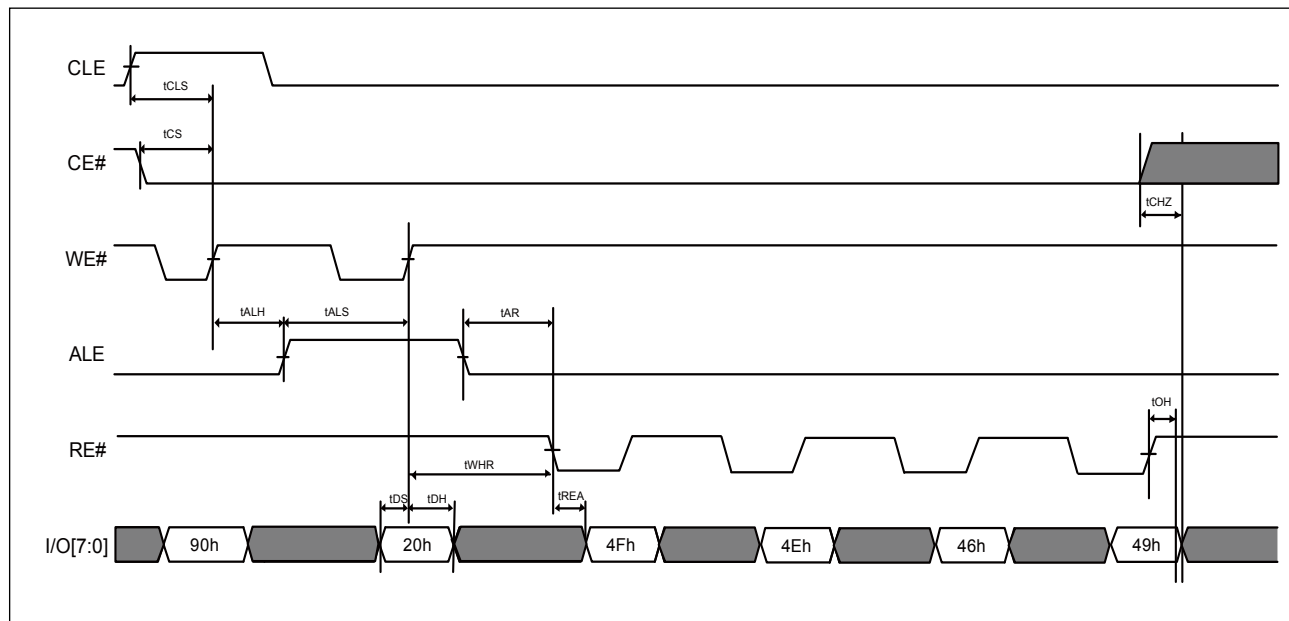 CLE
tCLS
CE#
tCS
tCHZ
WE#
ALE
tALH
tALS
tAR
RE#
tOH
tWHR
tDS
tDH
tREA
I/O[7:0]
90h
20h
4Fh
4Eh
46h
49h